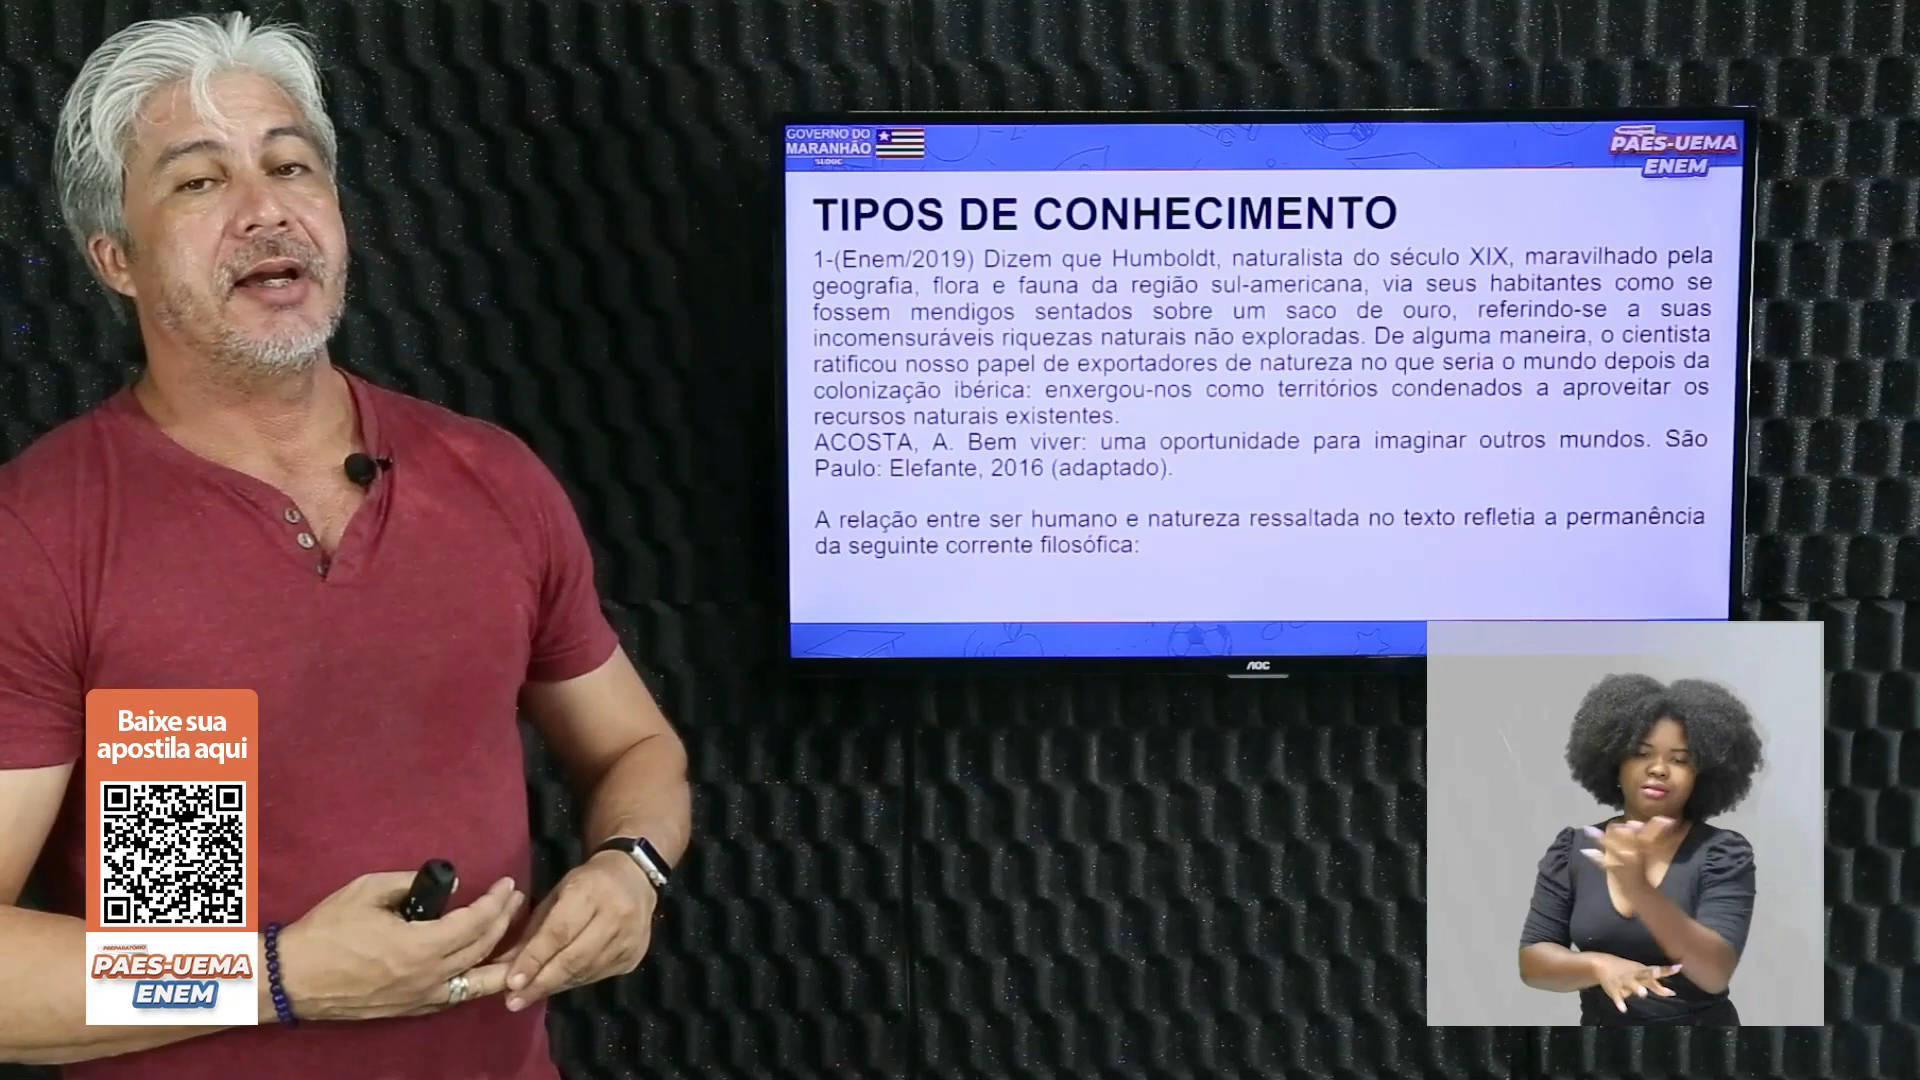 GOVERNO DO
MARANHÃO
SEDUC
PAES-UEMA
ENEM
TIPOS DE CONHECIMENTO
1-(Enem/2019) Dizem que Humboldt, naturalista do século XIX, maravilhado pela
geografia, flora e fauna da região sul-americana, via seus habitantes como se
fossem mendigos sentados sobre um saco de ouro, referindo-se a suas
incomensuráveis riquezas naturais não exploradas. De alguma maneira, o cientista
ratificou nosso papel de exportadores de natureza no que seria o mundo depois da
colonização ibérica: enxergou-nos como territórios condenados a aproveitar os
recursos naturais existentes.
ACOSTA, A. Bem viver: uma oportunidade para imaginar outros mundos. São
Paulo: Elefante, 2016 (adaptado).
A relação entre ser humano e natureza ressaltada no texto refletia a permanência
da seguinte corrente filosófica:
AOC
Baixe sua
apostila aqui
PREPARATÓRIO
PAES-UEMA
ENEM